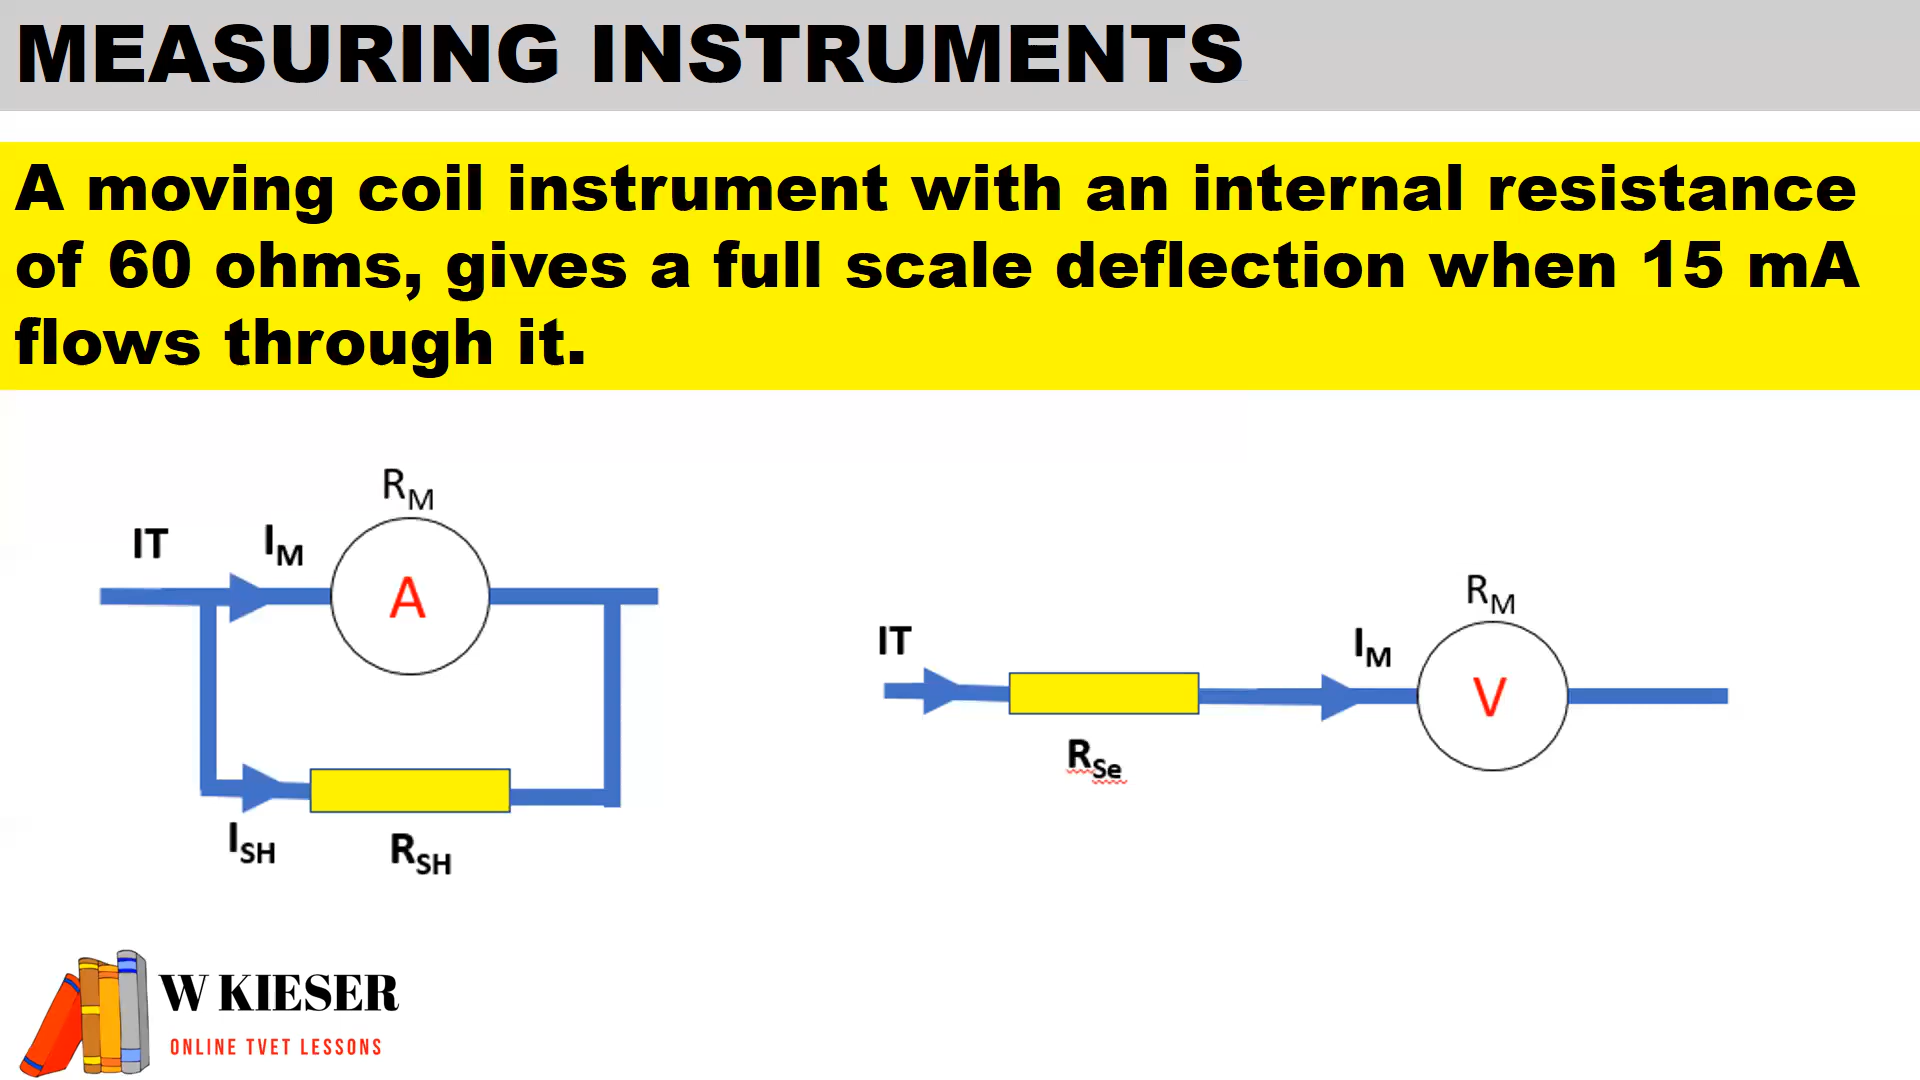 MEASURING INSTRUMENTS
A moving coil instrument with an internal resistance
of 60 ohms, gives a full scale deflection when 15 mA
flows through it.
R_M
IT
I_M
A
I_SH
R_SH
R_M
IT
I_M
V
R_Se
W KIESER
ONLINE TVET LESSONS